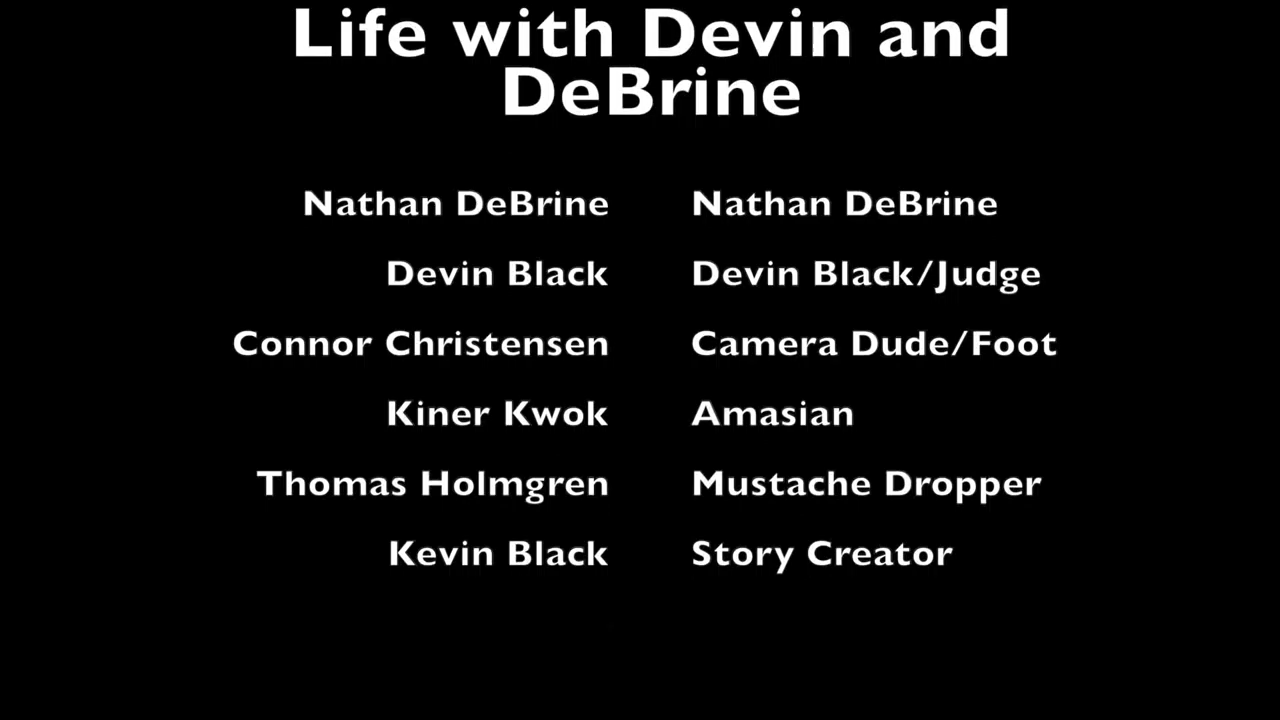 Life with Devin and
DeBrine
Nathan DeBrine Nathan DeBrine
Devin Black Devin Black/Judge
Connor Christensen Camera Dude/Foot
Kiner Kwok Amasian
Thomas Holmgren Mustache Dropper
Kevin Black Story Creator